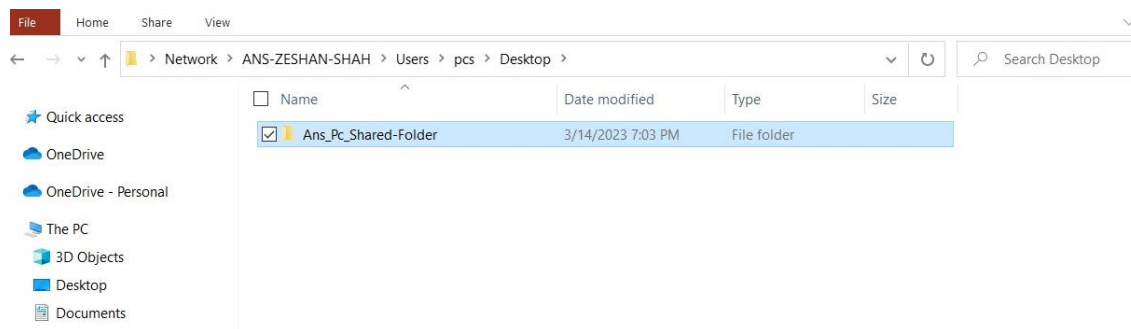 File Home Share View
Network > ANS-ZESHAN-SHAH > Users > pcs > Desktop > Search Desktop
Name Date modified Type Size
Quick access
Ans_Pc_Shared-Folder 3/14/2023 7:03 PM File folder
OneDrive
OneDrive - Personal
The PC
3D Objects
Desktop
Documents